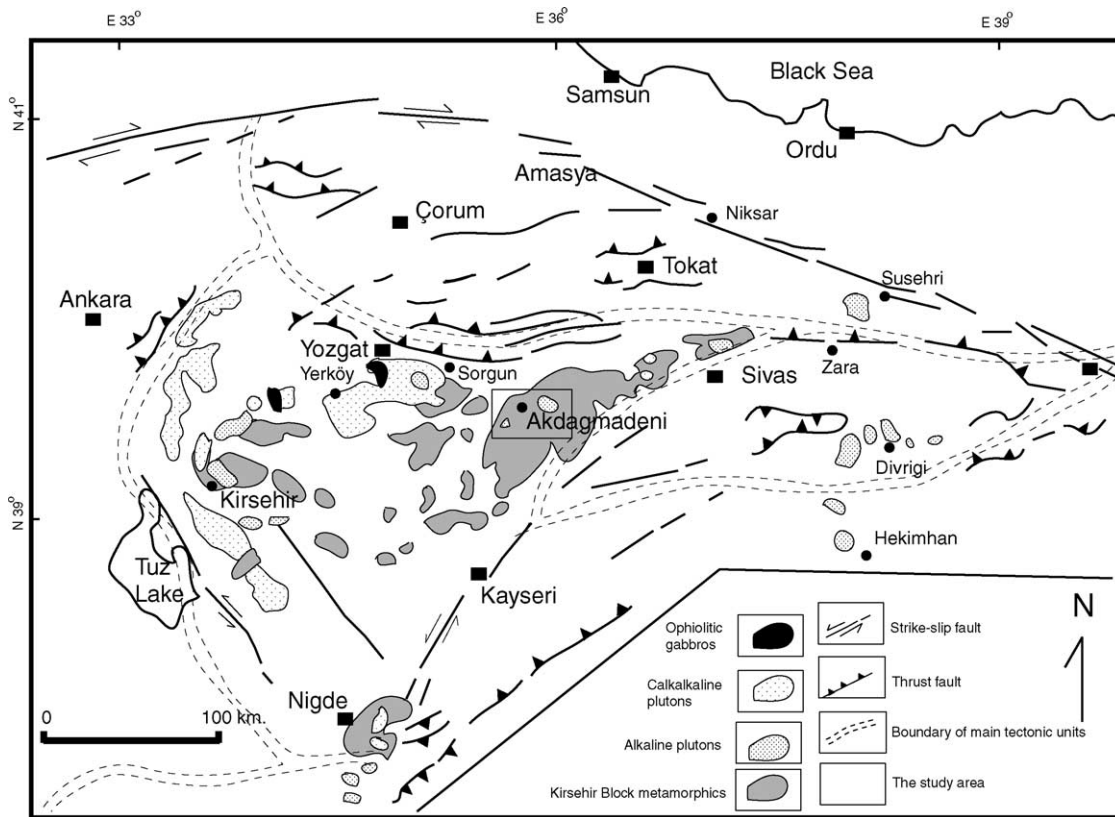 E 33°
E 36°
E 39°
N 41°
N 39°
Black Sea
Samsun
Ordu
Amasya
Niksar
Çorum
Tokat
Susehri
Ankara
Yozgat
Yerköy
Sorgun
Sivas
Zara
Akdagmadeni
Divrigi
Kirsehir
Hekimhan
Tuz
Lake
Kayseri
Nigde
0
100 km.
N
Ophiolitic
gabbros
Strike-slip fault
Calkalkaline
plutons
Thrust fault
Alkaline plutons
Boundary of main tectonic units
Kirsehir Block metamorphics
The study area